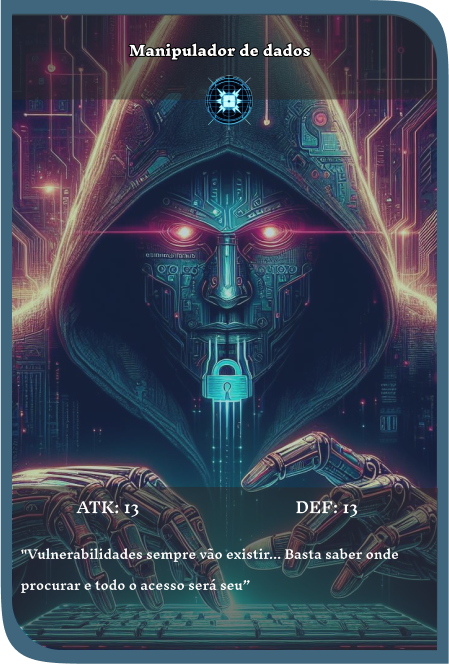 Manipulador de dados
ATK: 13 DEF: 13
"Vulnerabilidades sempre vão existir... Basta saber onde
procurar e todo o acesso será seu”